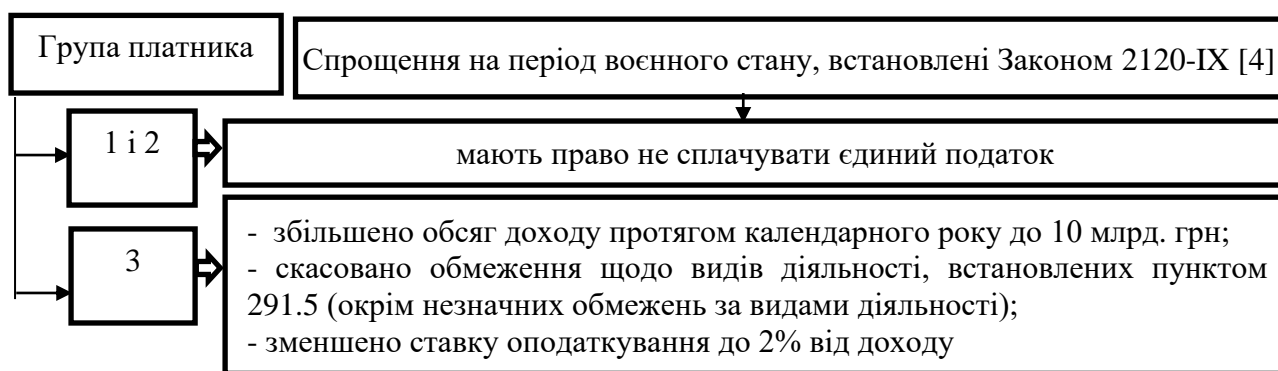 Група платника
Спрощення на період воєнного стану, встановлені Законом 2120-IX [4]
1 і 2
мають право не сплачувати єдиний податок
3
- збільшено обсяг доходу протягом календарного року до 10 млрд. грн;
- скасовано обмеження щодо видів діяльності, встановлених пунктом
291.5 (окрім незначних обмежень за видами діяльності);
- зменшено ставку оподаткування до 2% від доходу